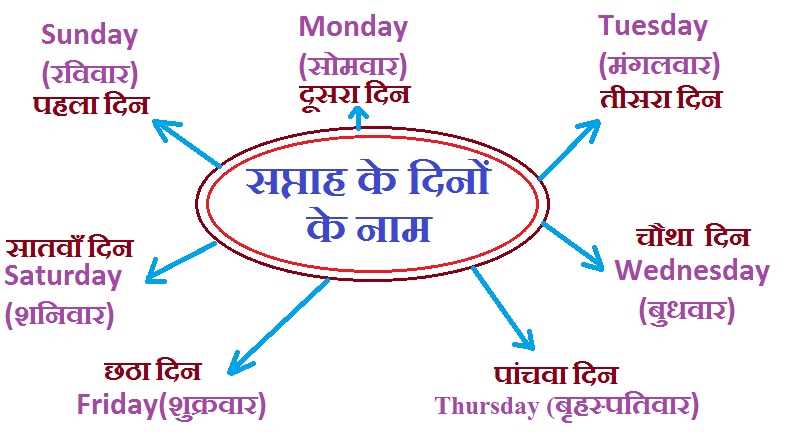 Sunday
(रविवार)
पहला दिन
Monday
(सोमवार)
दूसरा दिन
Tuesday
(मंगलवार)
तीसरा दिन
सप्ताह के दिनों
के नाम
सातवाँ दिन
Saturday
(शनिवार)
चौथा दिन
Wednesday
(बुधवार)
छठा दिन
Friday(शुक्रवार)
पांचवा दिन
Thursday (बृहस्पतिवार)